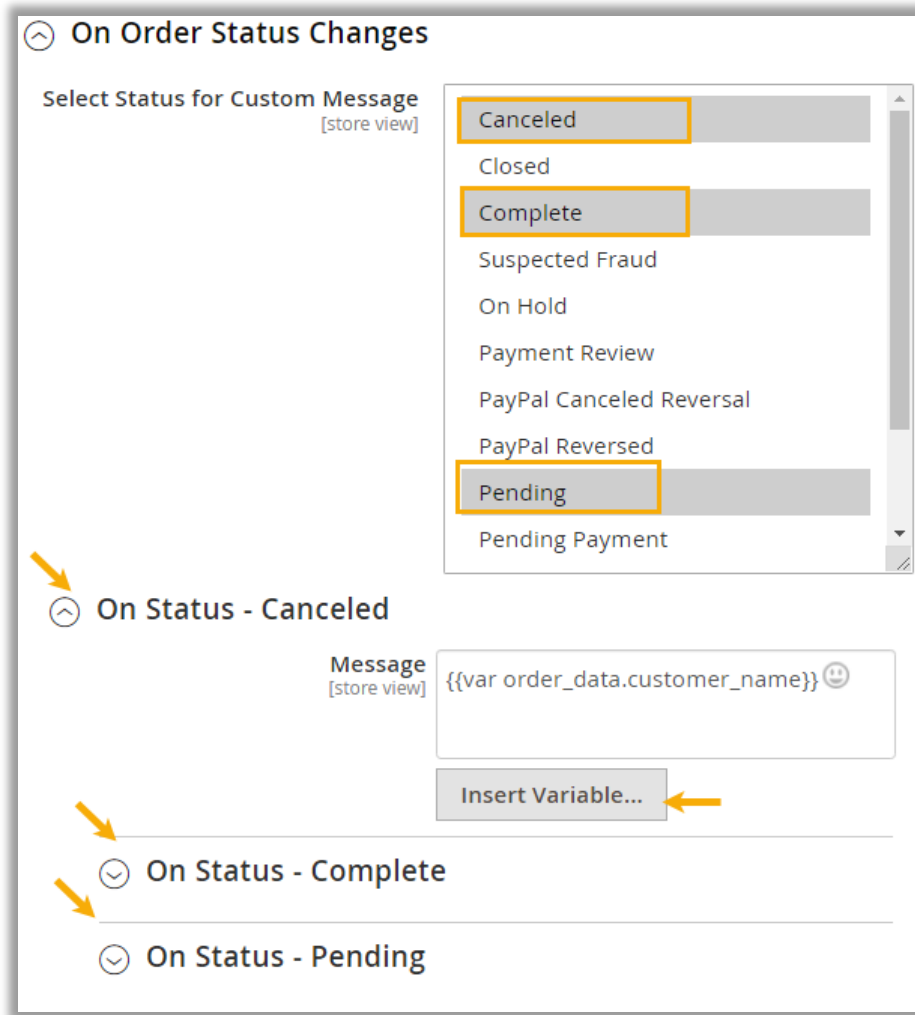 On Order Status Changes
Select Status for Custom Message
[store view]
Canceled
Closed
Complete
Suspected Fraud
On Hold
Payment Review
PayPal Canceled Reversal
PayPal Reversed
Pending
Pending Payment
On Status - Canceled
Message
[store view]
{{var order_data.customer_name}}
Insert Variable...
On Status - Complete
On Status - Pending